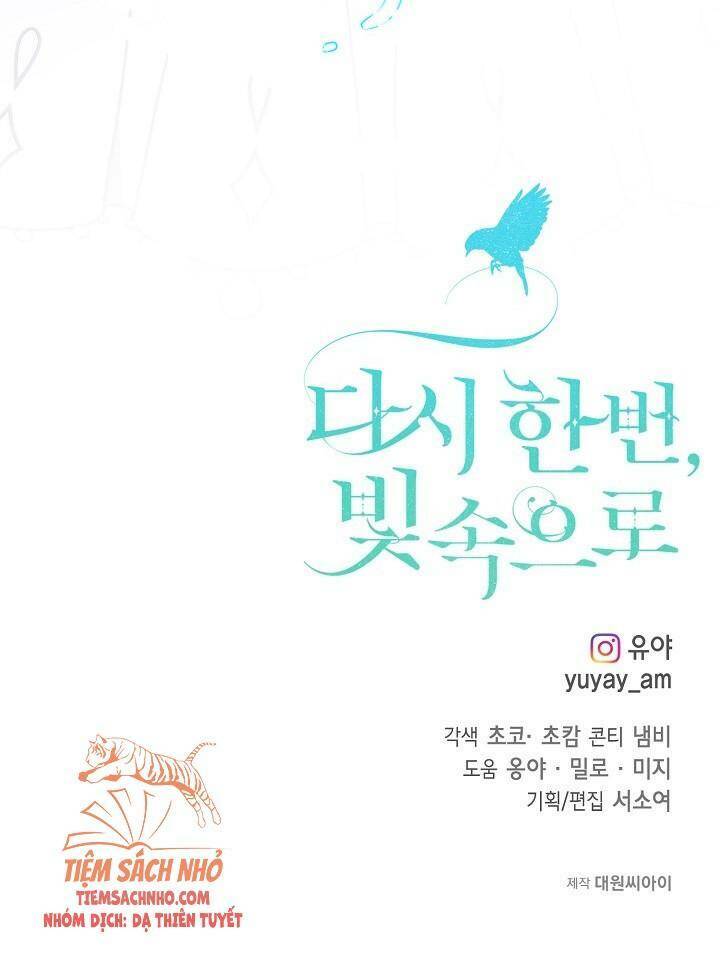 다시 한번,
빛 속으로
유야
yuyay_am
각색 초코· 초캄 콘티 냄비
도움 옹야 · 밀로 · 미지
기획/편집 서소여
제작 대원씨아이
TIỆM SÁCH NHỎ
TIEMSACHNHO.COM
NHÓM DỊCH: DẠ THIÊN TUYẾT